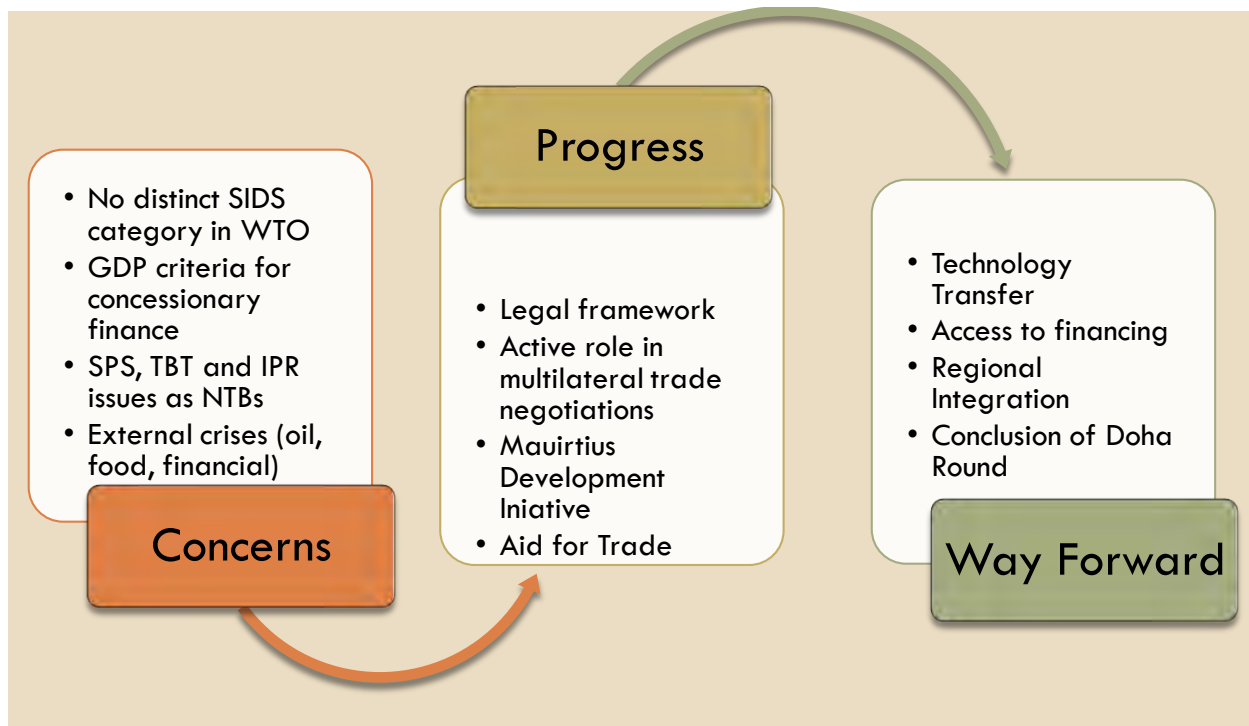 • No distinct SIDS
category in WTO
• GDP criteria for
concessionary
finance
• SPS, TBT and IPR
issues as NTBs
• External crises (oil,
food, financial)
Concerns
Progress
• Legal framework
• Active role in
multilateral trade
negotiations
• Mauirtius
Development
Iniative
• Aid for Trade
• Technology
Transfer
• Access to financing
• Regional
Integration
• Conclusion of Doha
Round
Way Forward